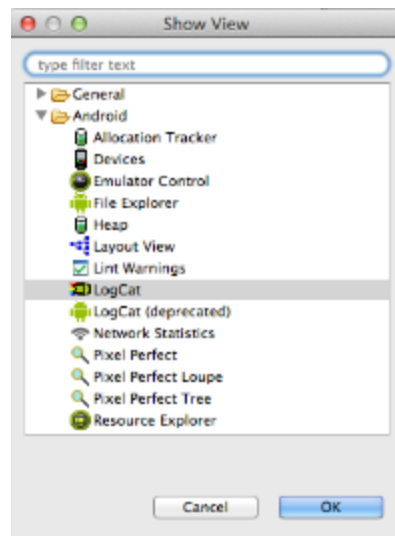 Show View
type filter text
General
Android
Allocation Tracker
Devices
Emulator Control
File Explorer
Heap
Layout View
Lint Warnings
LogCat
LogCat (deprecated)
Network Statistics
Pixel Perfect
Pixel Perfect Loupe
Pixel Perfect Tree
Resource Explorer
Cancel OK